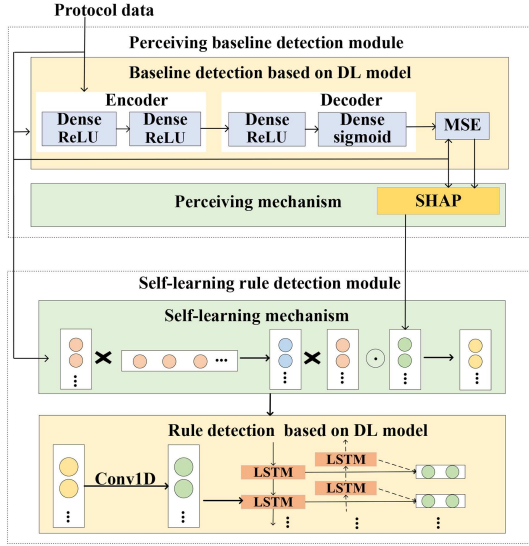 Protocol data
Perceiving baseline detection module
Baseline detection based on DL model
Encoder
Decoder
Dense
ReLU
Dense
ReLU
Dense
ReLU
Dense
sigmoid
MSE
Perceiving mechanism
SHAP
Self-learning rule detection module
Self-learning mechanism
Rule detection based on DL model
Conv1D
LSTM
LSTM
LSTM
LSTM